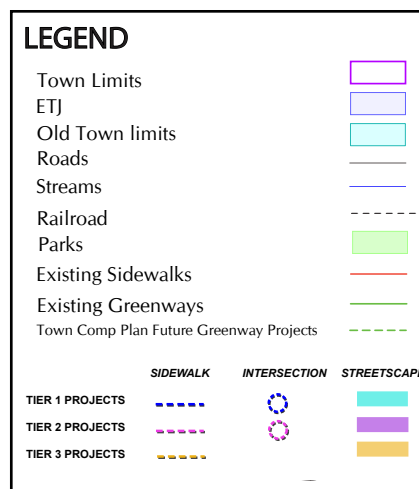 LEGEND
Town Limits
ETJ
Old Town limits
Roads
Streams
Railroad
Parks
Existing Sidewalks
Existing Greenways
Town Comp Plan Future Greenway Projects
SIDEWALK INTERSECTION STREETSCAPE
TIER 1 PROJECTS
TIER 2 PROJECTS
TIER 3 PROJECTS